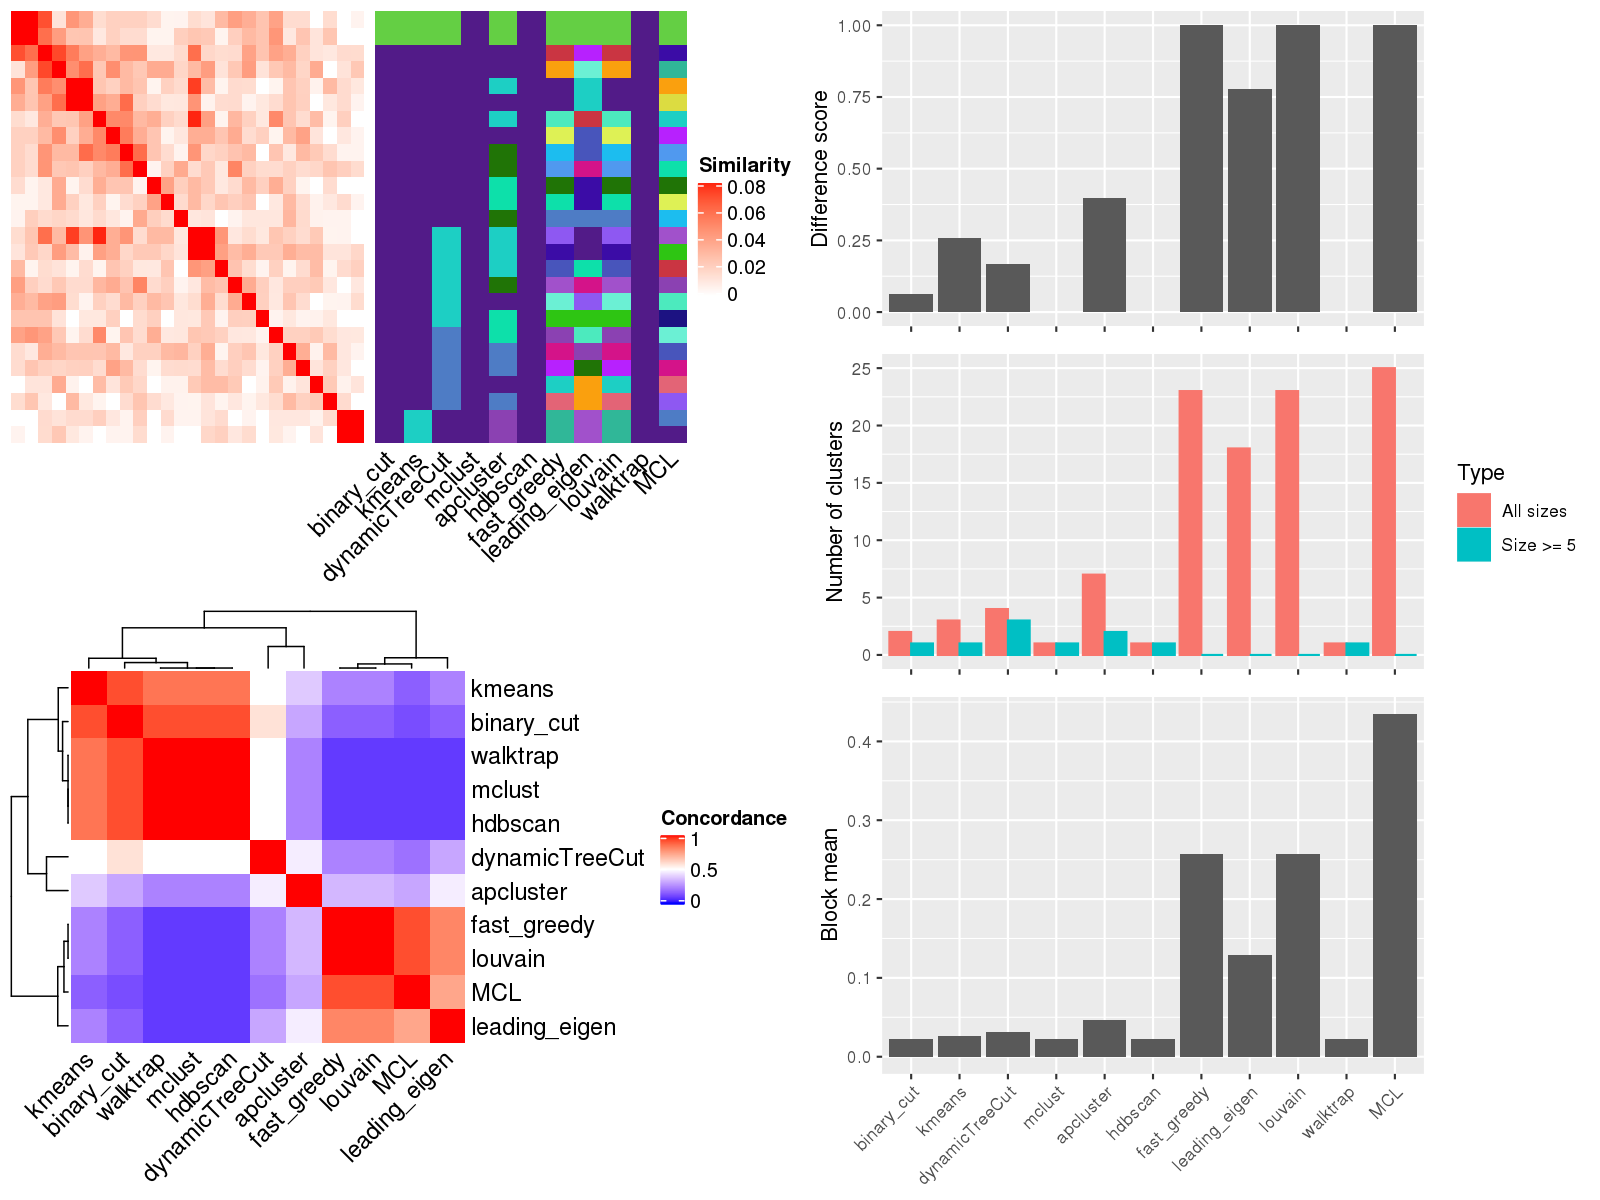 Similarity
0.08
0.06
0.04
0.02
0
binary_cut
kmeans
dynamicTreeCut
mclust
apcluster
hdbscan
fast_greedy
leading_eigen
louvain
walktrap
MCL
kmeans
binary_cut
walktrap
mclust
hdbscan
dynamicTreeCut
apcluster
fast_greedy
louvain
MCL
leading_eigen
Concordance
1
0.5
0
kmeans
binary_cut
walktrap
mclust
hdbscan
dynamicTreeCut
apcluster
fast_greedy
louvain
MCL
leading_eigen
Difference score
1.00
0.75
0.50
0.25
0.00
Number of clusters
25
20
15
10
5
0
Type
All sizes
Size >= 5
Block mean
0.4
0.3
0.2
0.1
0.0
binary_cut
kmeans
dynamicTreeCut
mclust
apcluster
hdbscan
fast_greedy
leading_eigen
louvain
walktrap
MCL